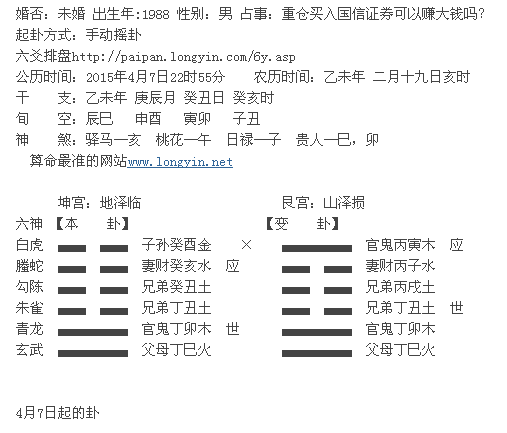 婚否：未婚 出生年:1988 性别：男 占事：重仓买入国信证券可以赚大钱吗？
起卦方式：手动摇卦
六爻排盘http://paipan.longyin.com/6y.asp
公历时间：2015年4月7日22时55分 农历时间：乙未年 二月十九日亥时
干 支：乙未年 庚辰月 癸丑日 癸亥时
旬 空：辰巳 申酉 寅卯 子丑
神 煞：驿马—亥 桃花—午 日禄—子 贵人—巳，卯
算命最准的网站www.longyin.net
坤宫：地泽临 艮宫：山泽损
六神 【本 卦】 【变 卦】
白虎 子孙癸酉金 × 官鬼丙寅木 应
螣蛇 妻财癸亥水 应 妻财丙子水
勾陈 兄弟癸丑土 兄弟丙戌土
朱雀 兄弟丁丑土 兄弟丁丑土 世
青龙 官鬼丁卯木 世 官鬼丁卯木
玄武 父母丁巳火 父母丁巳火
4月7日起的卦